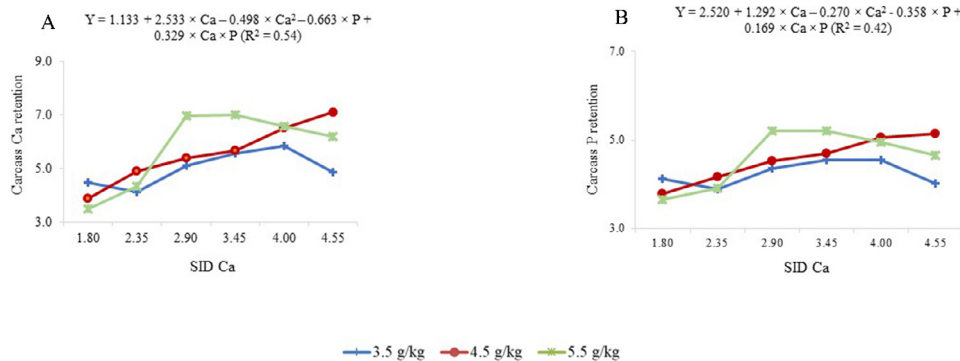 A
Y = 1.133 + 2.533 × Ca – 0.498 × Ca² – 0.663 × P +
0.329 × Ca × P (R² = 0.54)
9.0
7.0
5.0
3.0
Carcass Ca retention
1.80 2.35 2.90 3.45 4.00 4.55
SID Ca
B
Y = 2.520 + 1.292 × Ca – 0.270 × Ca² - 0.358 × P +
0.169 × Ca × P (R² = 0.42)
7.0
5.0
3.0
Carcass P retention
1.80 2.35 2.90 3.45 4.00 4.55
SID Ca
3.5 g/kg 4.5 g/kg 5.5 g/kg